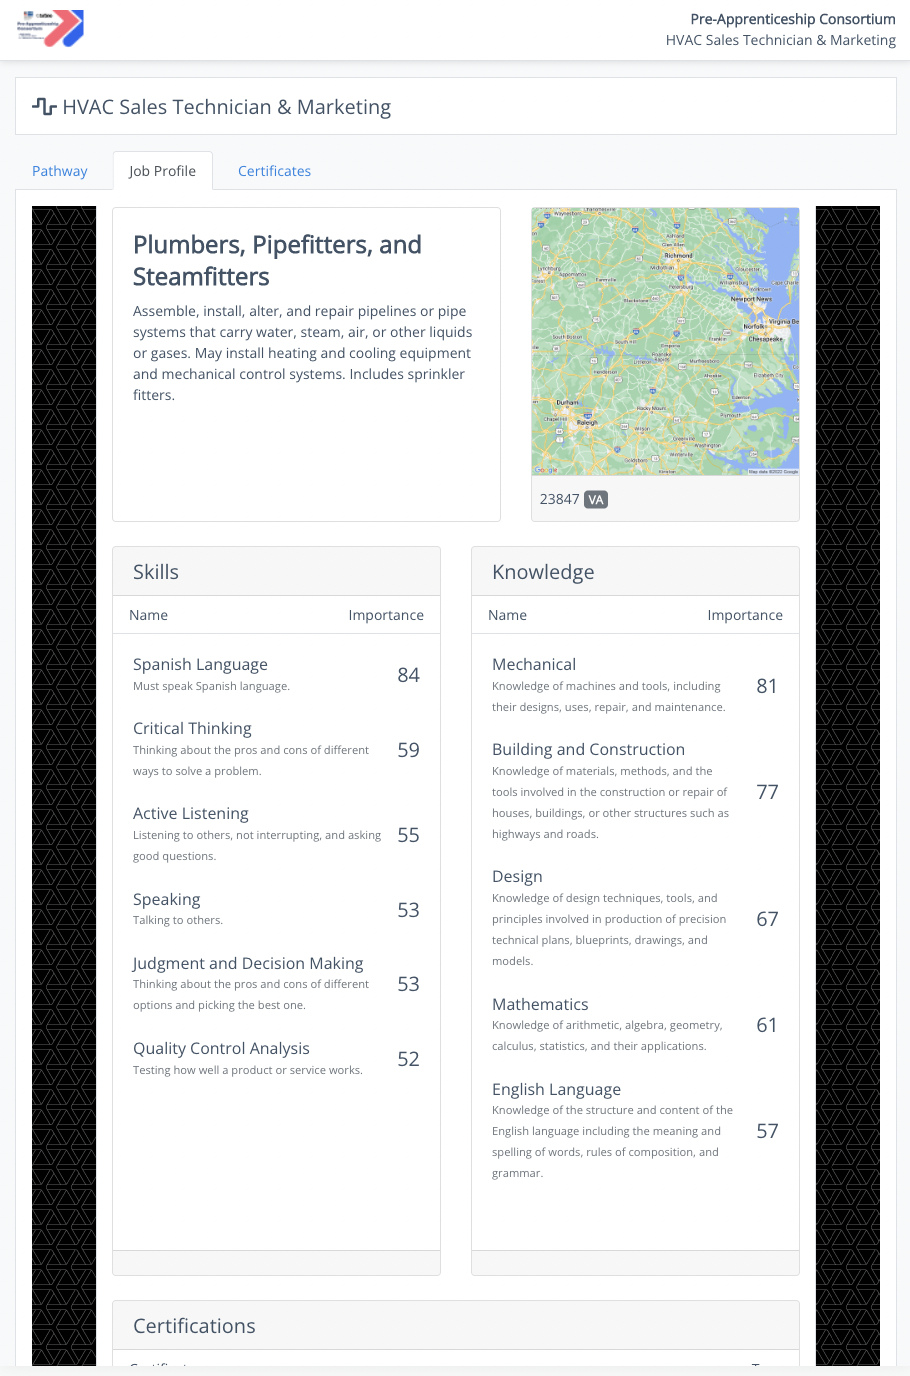 Pre-Apprenticeship Consortium
HVAC Sales Technician & Marketing
HVAC Sales Technician & Marketing
Pathway
Job Profile
Certificates
Plumbers, Pipefitters, and
Steamfitters
Assemble, install, alter, and repair pipelines or pipe
systems that carry water, steam, air, or other liquids
or gases. May install heating and cooling equipment
and mechanical control systems. Includes sprinkler
fitters.
Richmond
Petersburg
Williamsburg
Newport News
Norfolk
Virginia Be
Chesapeake
Durham
Raleigh
Rocky Mount
Elizabeth City
Google
23847 VA
Skills
Name Importance
Spanish Language
Must speak Spanish language.
84
Critical Thinking
Thinking about the pros and cons of different
ways to solve a problem.
59
Active Listening
Listening to others, not interrupting, and asking
good questions.
55
Speaking
Talking to others.
53
Judgment and Decision Making
Thinking about the pros and cons of different
options and picking the best one.
53
Quality Control Analysis
Testing how well a product or service works.
52
Knowledge
Name Importance
Mechanical
Knowledge of machines and tools, including
their designs, uses, repair, and maintenance.
81
Building and Construction
Knowledge of materials, methods, and the
tools involved in the construction or repair of
houses, buildings, or other structures such as
highways and roads.
77
Design
Knowledge of design techniques, tools, and
principles involved in production of precision
technical plans, blueprints, drawings, and
models.
67
Mathematics
Knowledge of arithmetic, algebra, geometry,
calculus, statistics, and their applications.
61
English Language
Knowledge of the structure and content of the
English language including the meaning and
spelling of words, rules of composition, and
grammar.
57
Certifications